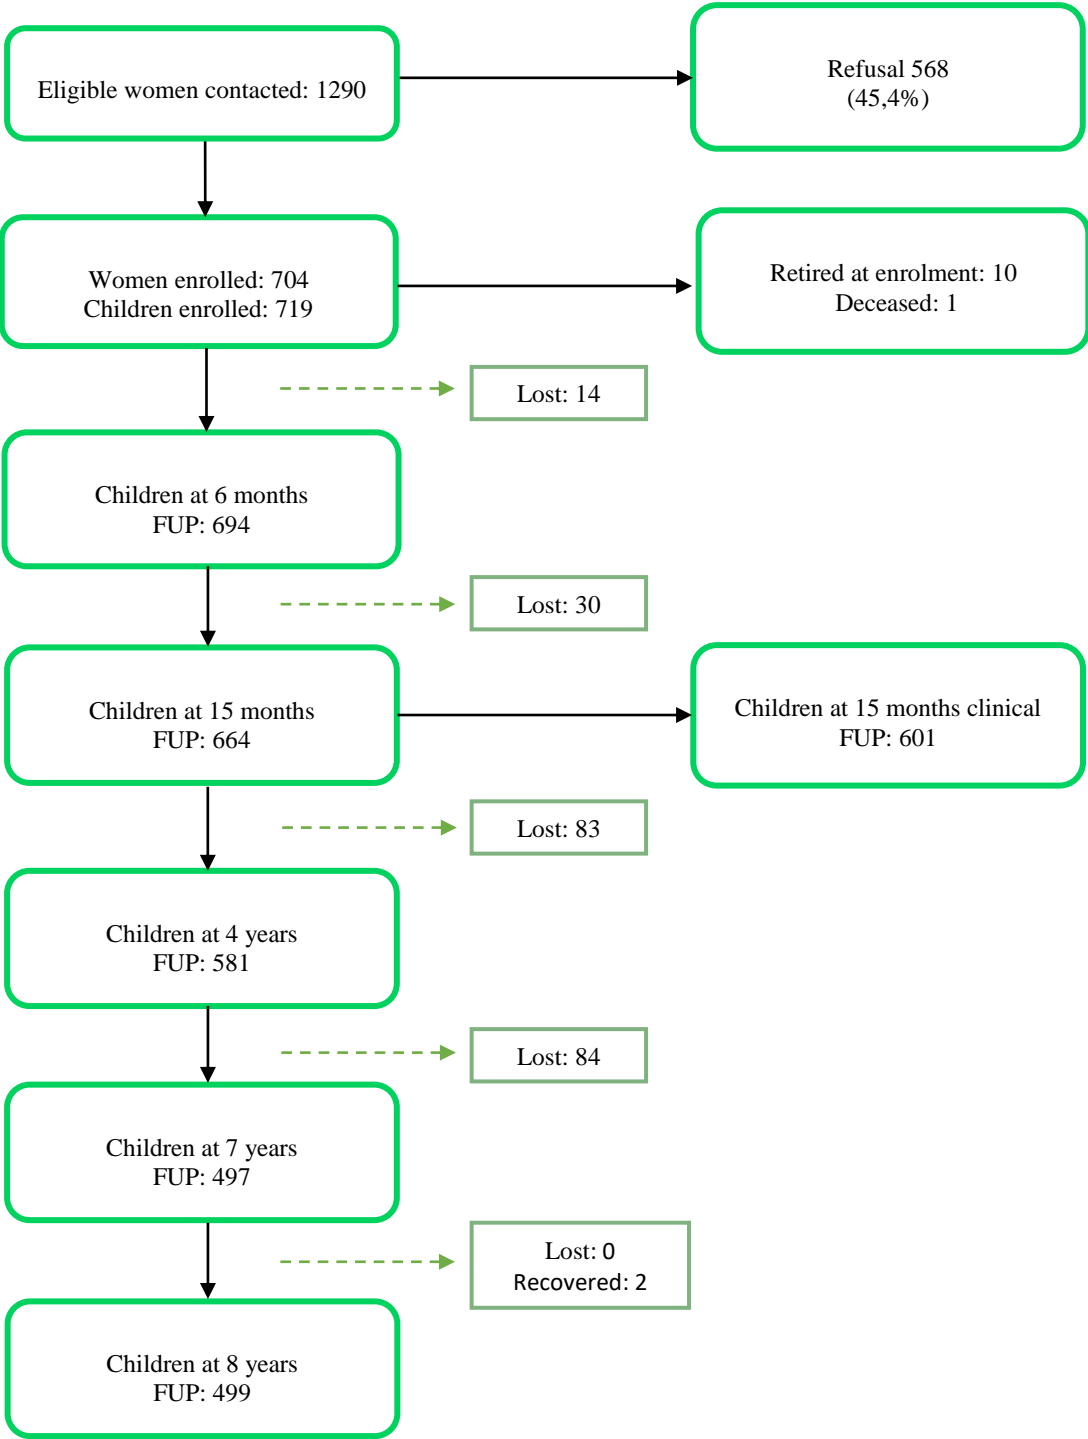 Eligible women contacted: 1290
Refusal 568
(45,4%)
Women enrolled: 704
Children enrolled: 719
Retired at enrolment: 10
Deceased: 1
Lost: 14
Children at 6 months
FUP: 694
Lost: 30
Children at 15 months
FUP: 664
Children at 15 months clinical
FUP: 601
Lost: 83
Children at 4 years
FUP: 581
Lost: 84
Children at 7 years
FUP: 497
Lost: 0
Recovered: 2
Children at 8 years
FUP: 499